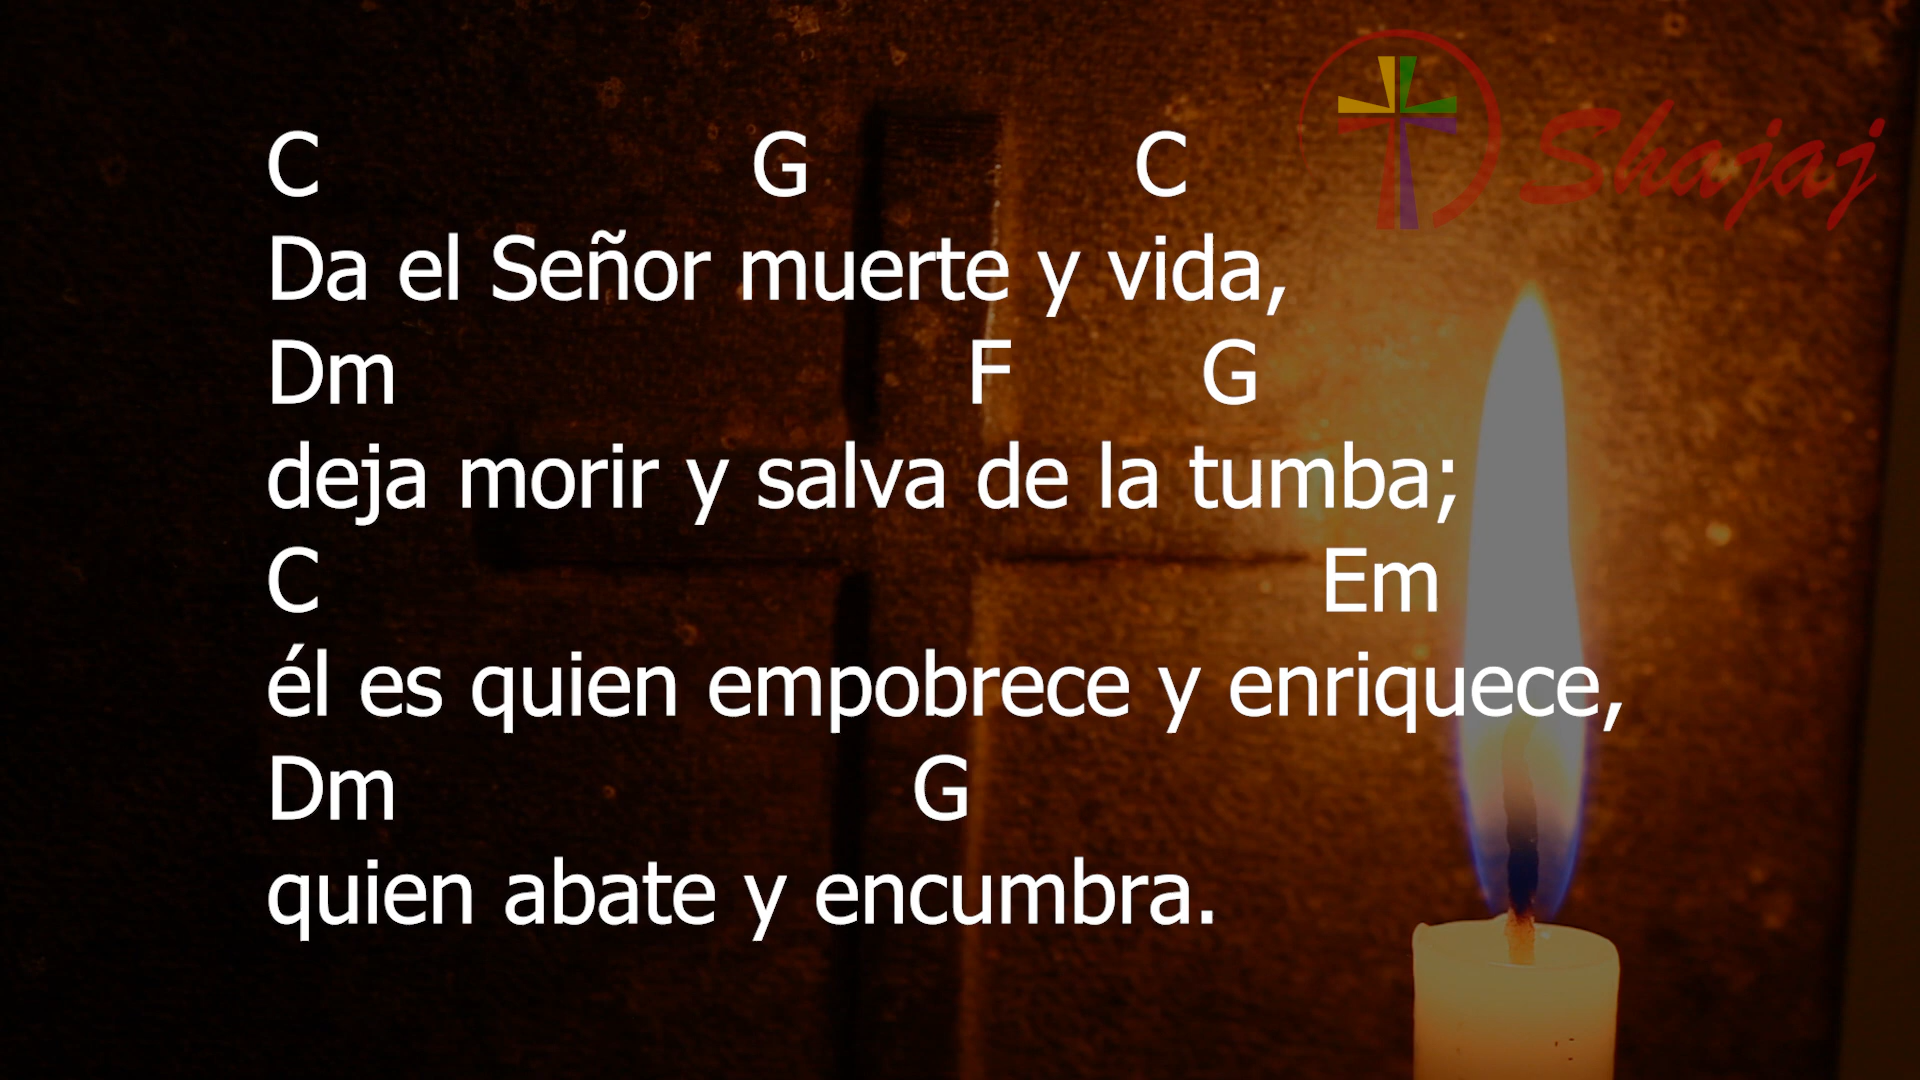 C G C
Shajaj
Da el Señor muerte y vida,
Dm F G
deja morir y salva de la tumba;
C Em
él es quien empobrece y enriquece,
Dm G
quien abate y encumbra.